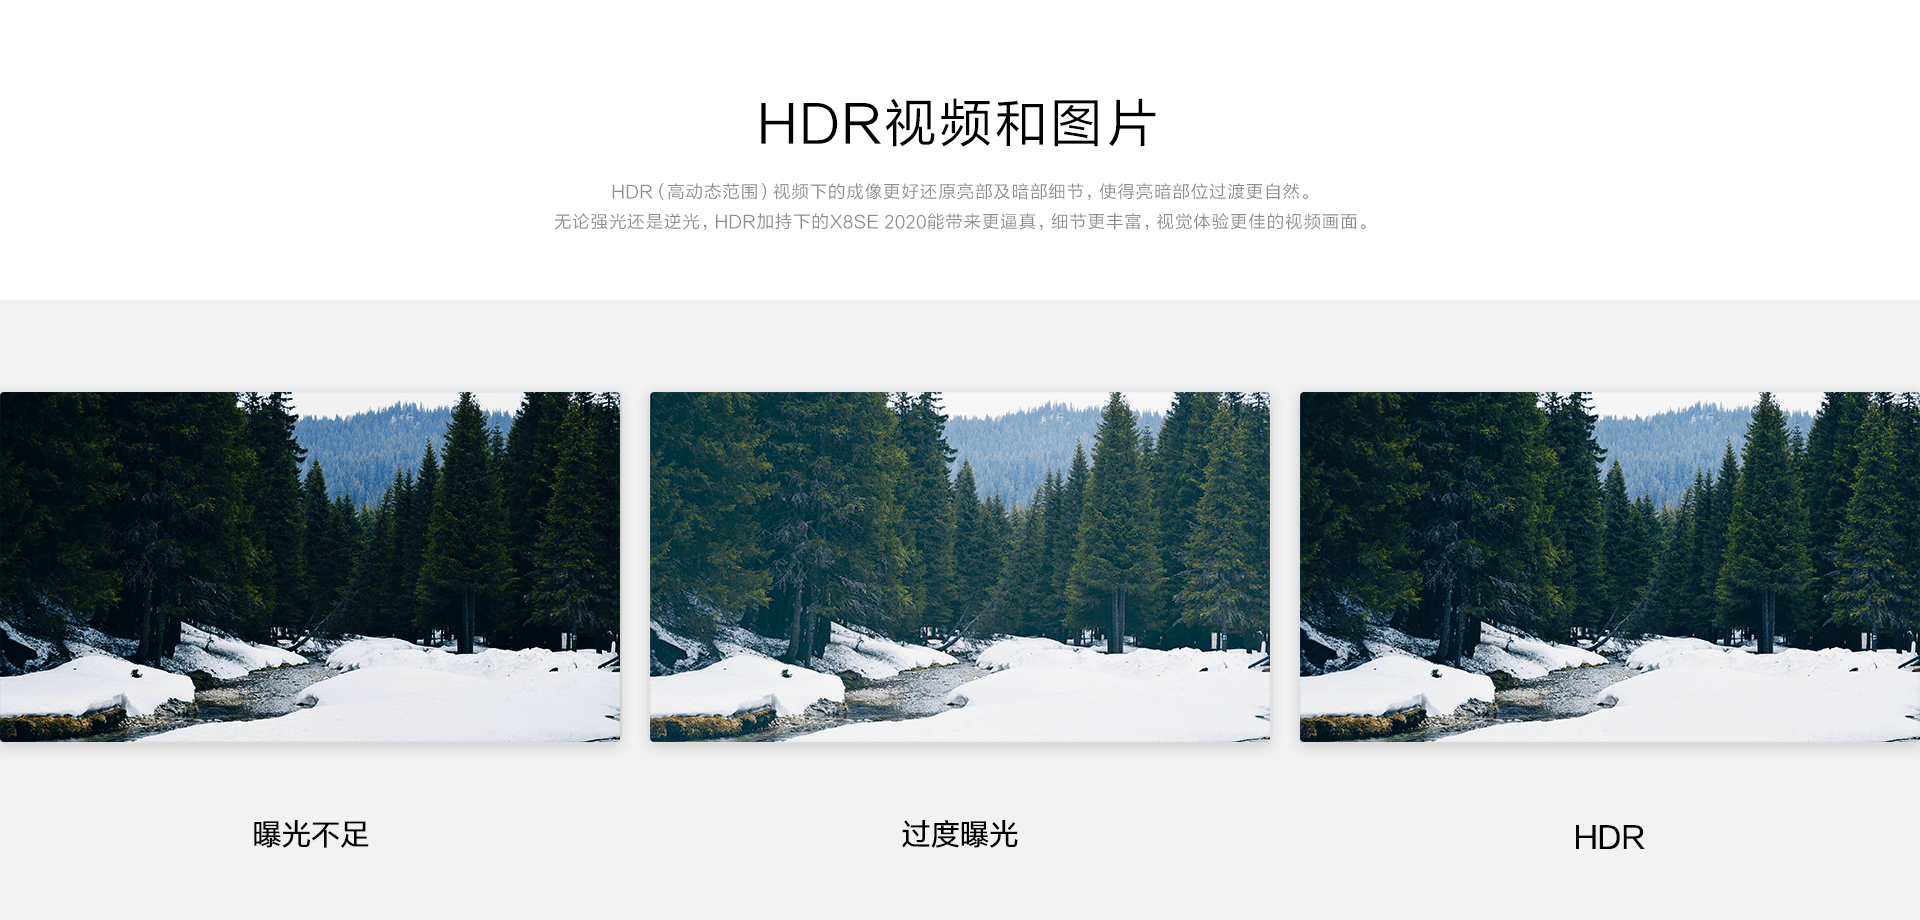 HDR视频和图片
HDR（高动态范围）视频下的成像更好还原亮部及暗部细节，使得亮暗部位过渡更自然。
无论强光还是逆光，HDR加持下的X8SE 2020能带来更逼真，细节更丰富，视觉体验更佳的视频画面。
曝光不足
过度曝光
HDR